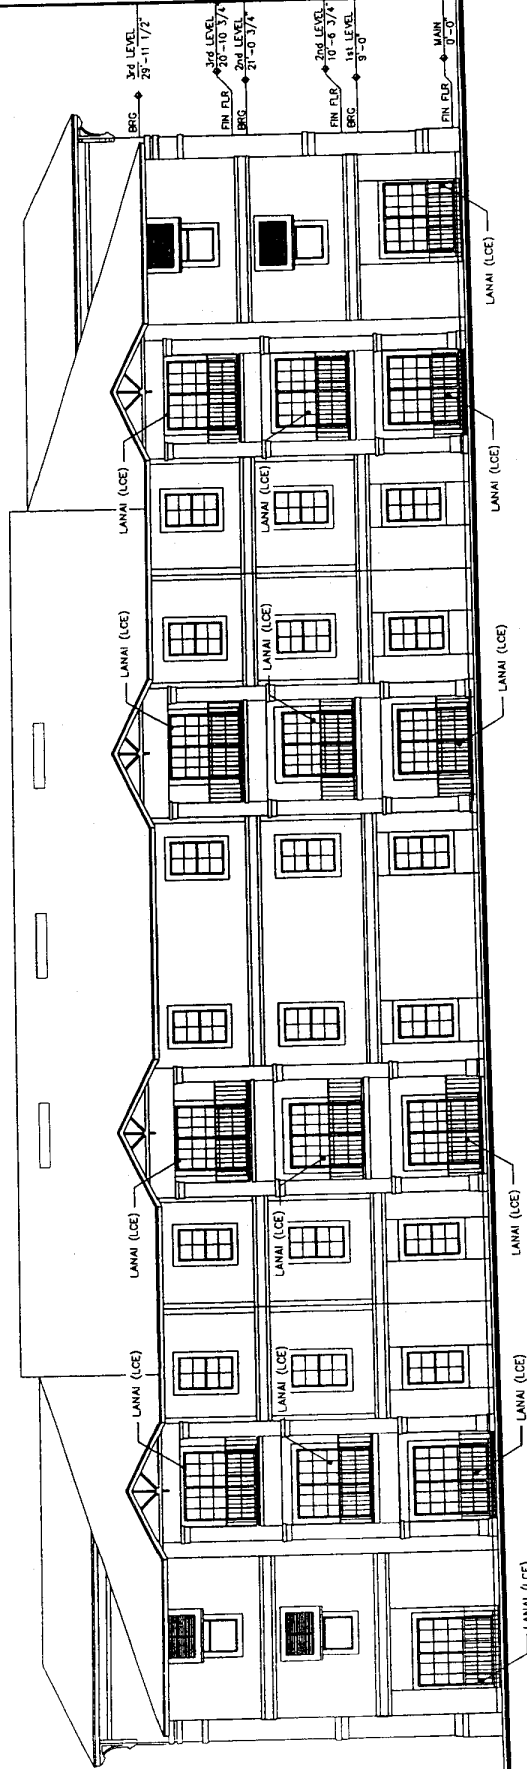 3rd LEVEL
29'-11 1/2"
BRG
3rd LEVEL
20'-10 3/4"
FIN FLR
2nd LEVEL
21'-0 3/4"
BRG
2nd LEVEL
10'-6 3/4"
FIN FLR
1st LEVEL
9'-0"
BRG
MAIN
0'-0"
FIN FLR
LANAI (LCE)
LANAI (LCE)
LANAI (LCE)
LANAI (LCE)
LANAI (LCE)
LANAI (LCE)
LANAI (LCE)
LANAI (LCE)
LANAI (LCE)
LANAI (LCE)
LANAI (LCE)
LANAI (LCE)
LANAI (LCE)
LANAI (LCE)